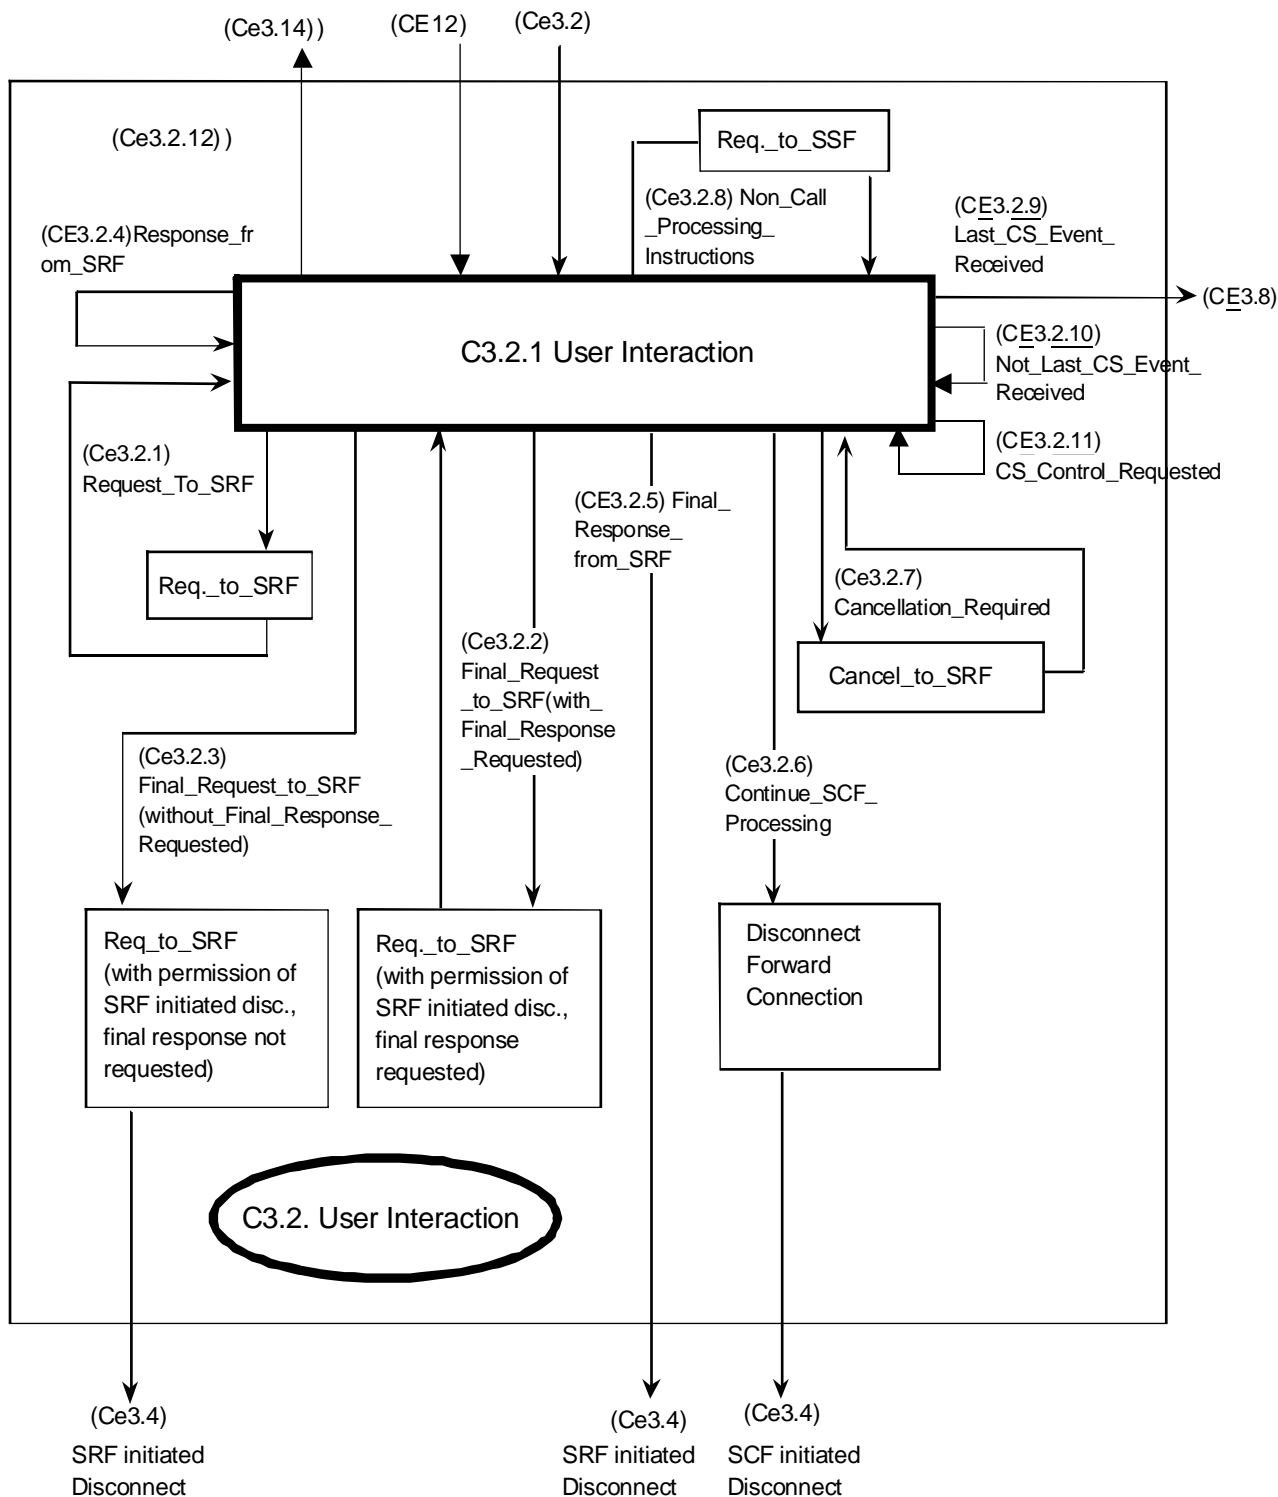 (Ce3.14) )
(CE12)
(Ce3.2)
(Ce3.2.12) )
Req._to_SSF
(Ce3.2.8) Non_Call
_Processing_
Instructions
(CE3.2.9)
Last_CS_Event_
Received
(CE3.2.4)Response_fr
om_SRF
(CE3.8)
C3.2.1 User Interaction
(CE3.2.10)
Not_Last_CS_Event_
Received
(CE3.2.11)
CS_Control_Requested
(Ce3.2.1)
Request_To_SRF
(CE3.2.5) Final_
Response_
from_SRF
Req._to_SRF
(Ce3.2.7)
Cancellation_Required
(Ce3.2.2)
Final_Request
_to_SRF(with_
Final_Response
_Requested)
Cancel_to_SRF
(Ce3.2.3)
Final_Request_to_SRF
(without_Final_Response_
Requested)
(Ce3.2.6)
Continue_SCF_
Processing
Req_to_SRF
(with permission of
SRF initiated disc.,
final response not
requested)
Req._to_SRF
(with permission of
SRF initiated disc.,
final response
requested)
Disconnect
Forward
Connection
C3.2. User Interaction
(Ce3.4)
SRF initiated
Disconnect
(Ce3.4)
SRF initiated
Disconnect
(Ce3.4)
SCF initiated
Disconnect